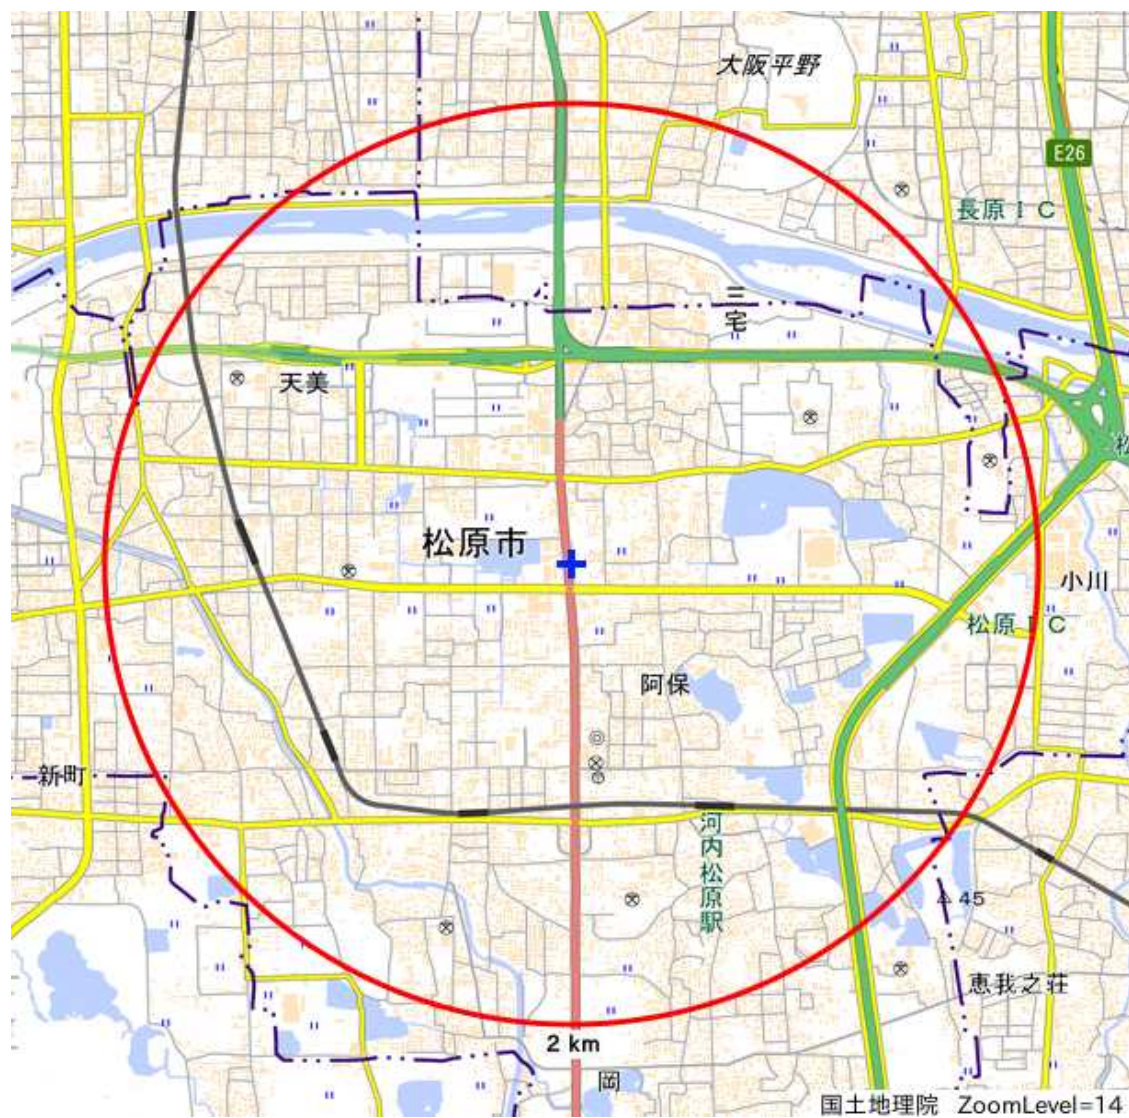 大阪平野
E26
長原IC
三宅
天美
松
松原市
小川
松原IC
阿保
新町
河内松原駅
45
恵我之荘
2 km
岡
国土地理院 ZoomLevel=14